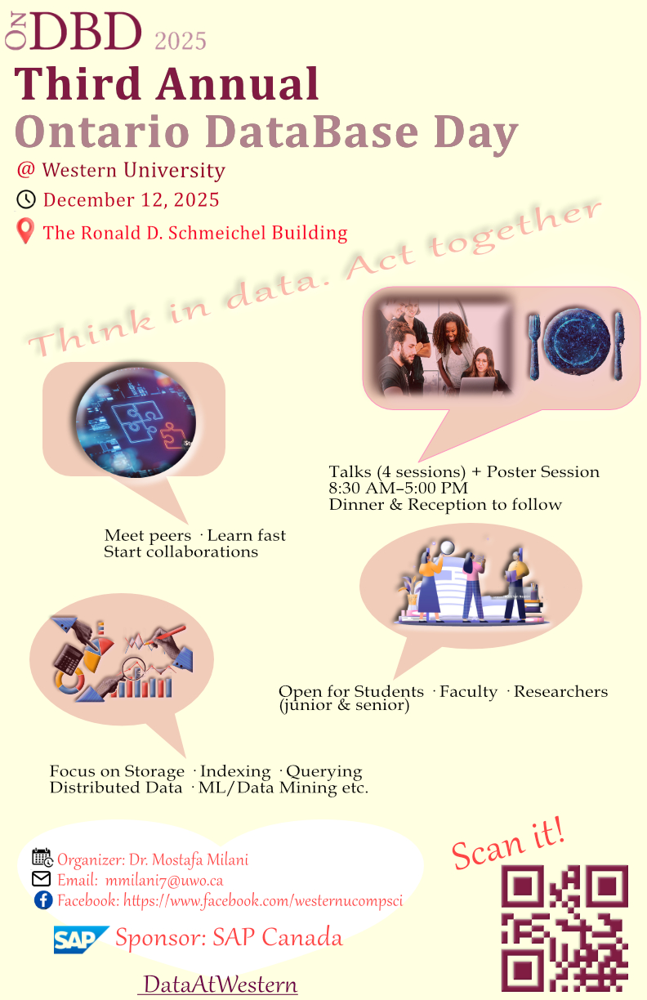 ON DBD 2025
Third Annual
Ontario DataBase Day
@ Western University
December 12, 2025
The Ronald D. Schmeichel Building
Think in data. Act together
Talks (4 sessions) + Poster Session
8:30 AM–5:00 PM
Dinner & Reception to follow
Meet peers · Learn fast
Start collaborations
Open for Students · Faculty · Researchers
(junior & senior)
Focus on Storage · Indexing · Querying
Distributed Data · ML/Data Mining etc.
Scan it!
Organizer: Dr. Mostafa Milani
Email: mmilani7@uwo.ca
Facebook: https://www.facebook.com/westernucompsci
SAP Sponsor: SAP Canada
DataAtWestern